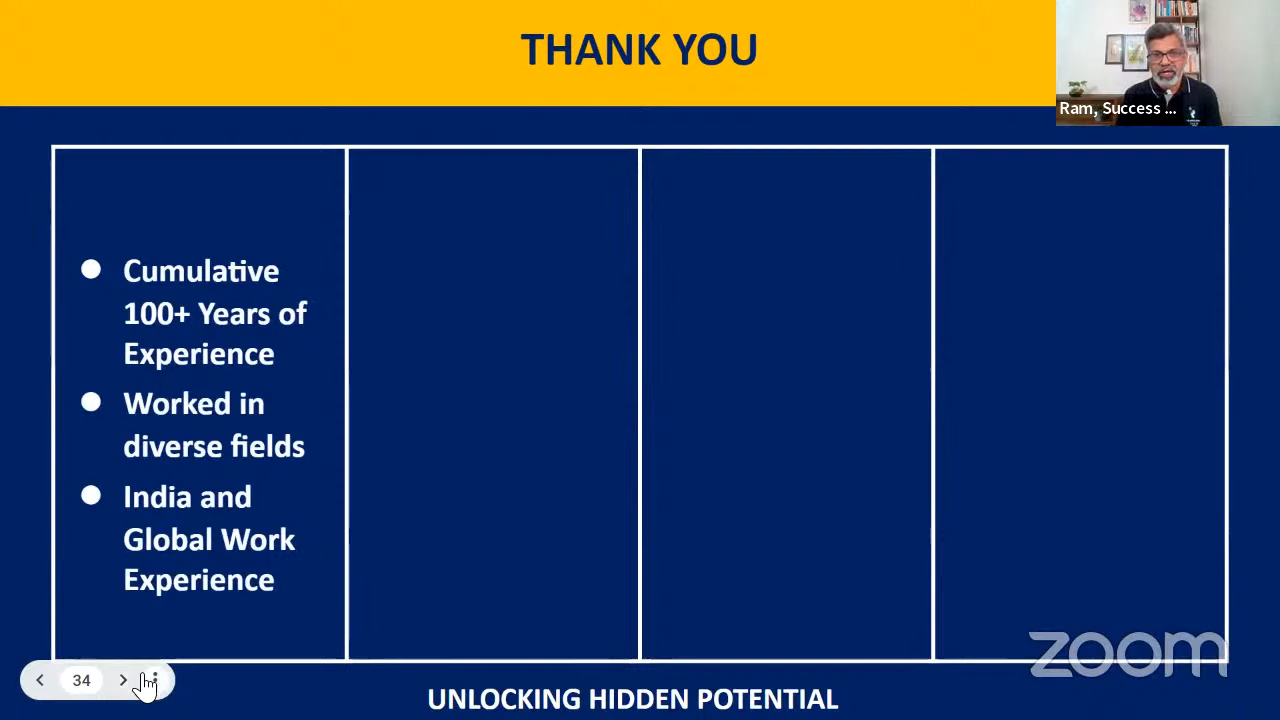 THANK YOU
Ram, Success ...
Cumulative
100+ Years of
Experience
Worked in
diverse fields
India and
Global Work
Experience
zoom
34
UNLOCKING HIDDEN POTENTIAL